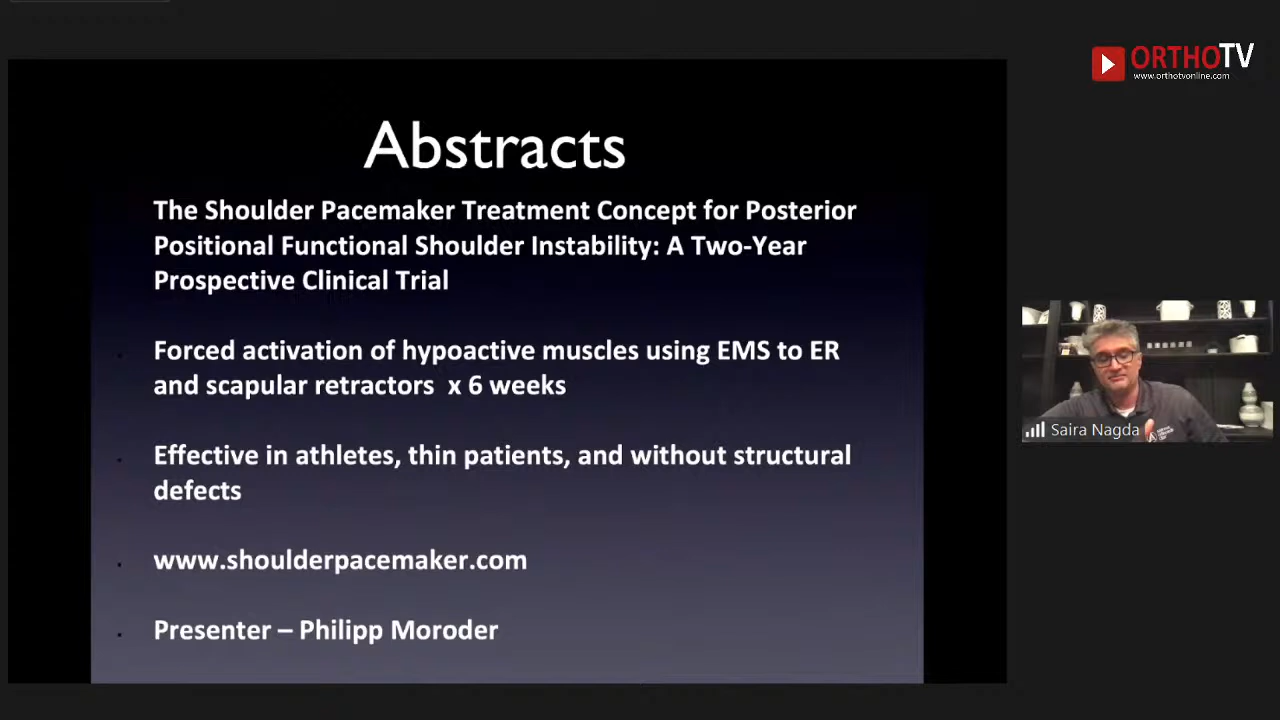 ORTHOTV
www.orthotvonline.com
Abstracts
The Shoulder Pacemaker Treatment Concept for Posterior
Positional Functional Shoulder Instability: A Two-Year
Prospective Clinical Trial
Forced activation of hypoactive muscles using EMS to ER
and scapular retractors x 6 weeks
Effective in athletes, thin patients, and without structural
defects
www.shoulderpacemaker.com
Presenter – Philipp Moroder
Saira Nagda